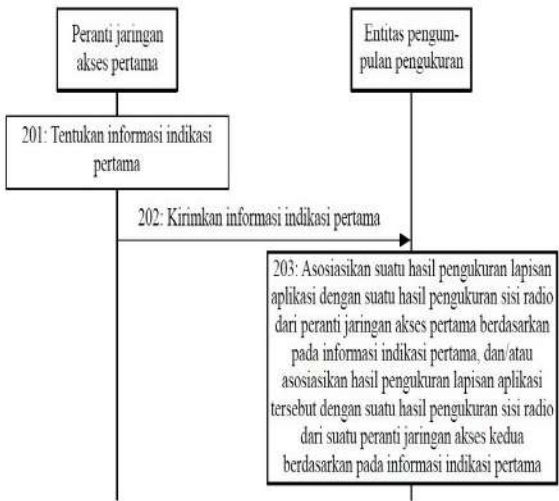 Peranti jaringan
akses pertama
Entitas pengum-
pulan pengukuran
201: Tentukan informasi indikasi
pertama
202: Kirimkan informasi indikasi pertama
203: Asosiasikan suatu hasil pengukuran lapisan
aplikasi dengan suatu hasil pengukuran sisi radio
dari peranti jaringan akses pertama berdasarkan
pada informasi indikasi pertama, dan/atau
asosiasikan hasil pengukuran lapisan aplikasi
tersebut dengan suatu hasil pengukuran sisi radio
dari suatu peranti jaringan akses kedua
berdasarkan pada informasi indikasi pertama